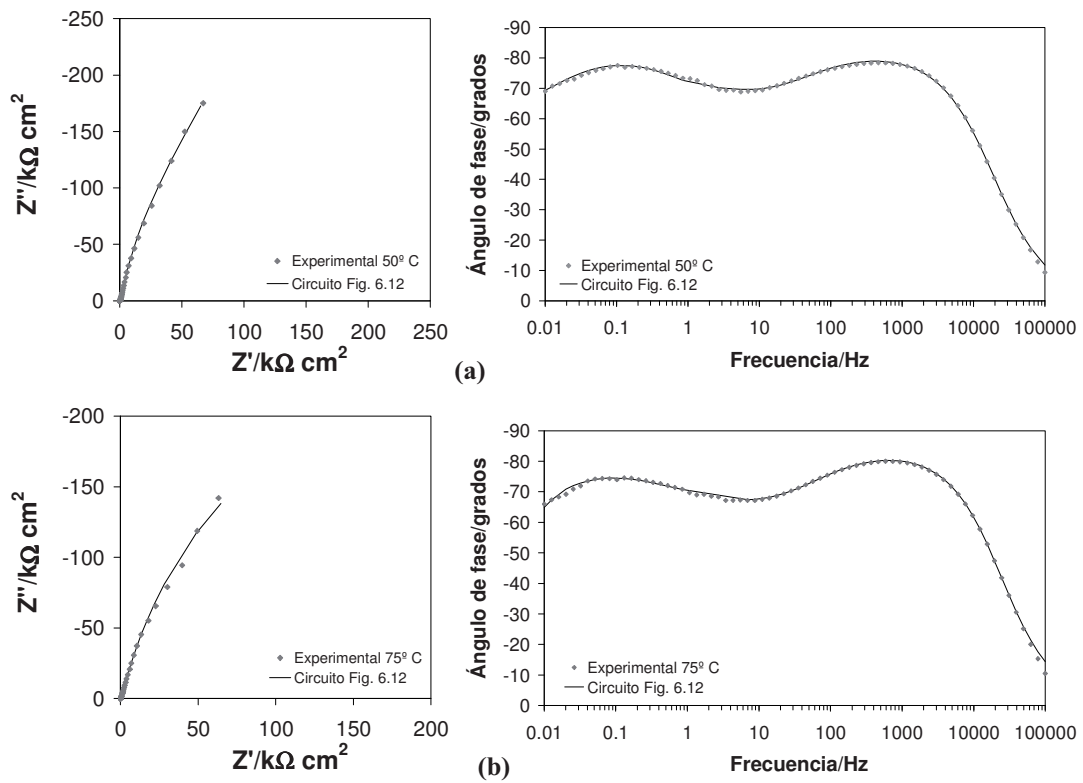 -250
-200
-150
-100
-50
0
Z''/kΩ cm²
Experimental 50º C
Circuito Fig. 6.12
0 50 100 150 200 250
Z'/kΩ cm²
-90
-80
-70
-60
-50
-40
-30
-20
-10
0
Ángulo de fase/grados
Experimental 50º C
Circuito Fig. 6.12
0.01 0.1 1 10 100 1000 10000 100000
Frecuencia/Hz
(a)
-200
-150
-100
-50
0
Z''/kΩ cm²
Experimental 75º C
Circuito Fig. 6.12
0 50 100 150 200
Z'/kΩ cm²
-90
-80
-70
-60
-50
-40
-30
-20
-10
0
Ángulo de fase/grados
Experimental 75º C
Circuito Fig. 6.12
0.01 0.1 1 10 100 1000 10000 100000
Frecuencia/Hz
(b)